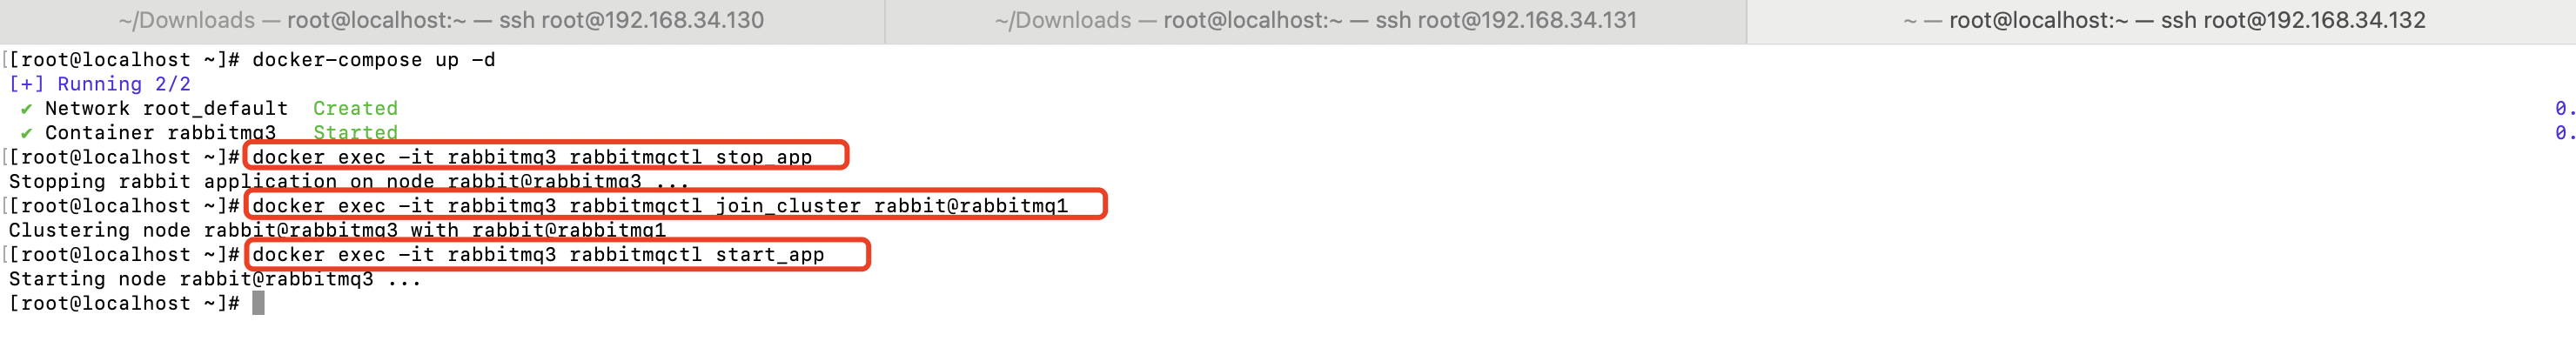 ~/Downloads — root@localhost:~ — ssh root@192.168.34.130
~/Downloads — root@localhost:~ — ssh root@192.168.34.131
~ — root@localhost:~ — ssh root@192.168.34.132
[[root@localhost ~]# docker-compose up -d
[+] Running 2/2
✔ Network root_default Created 0.
✔ Container rabbitmq3 Started 0.
[[root@localhost ~]# docker exec -it rabbitmq3 rabbitmqctl stop_app
Stopping rabbit application on node rabbit@rabbitmq3 ...
[[root@localhost ~]# docker exec -it rabbitmq3 rabbitmqctl join_cluster rabbit@rabbitmq1
Clustering node rabbit@rabbitmq3 with rabbit@rabbitmq1
[[root@localhost ~]# docker exec -it rabbitmq3 rabbitmqctl start_app
Starting node rabbit@rabbitmq3 ...
[root@localhost ~]#